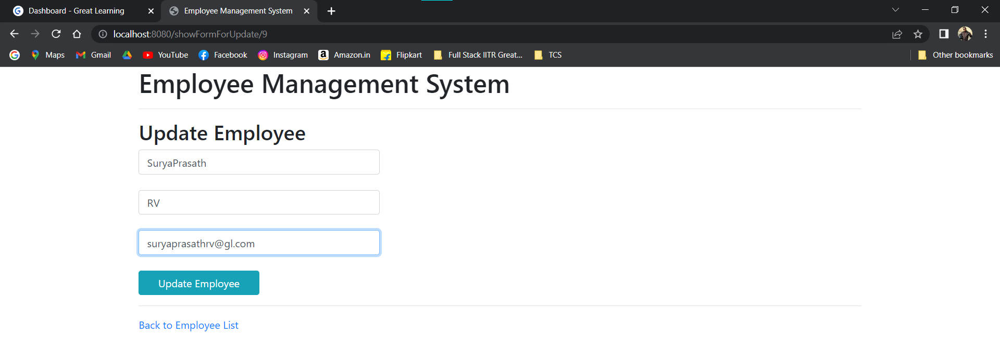 Dashboard - Great Learning
Employee Management System
localhost:8080/showFormForUpdate/9
Maps
Gmail
YouTube
Facebook
Instagram
Amazon.in
Flipkart
Full Stack IITR Great...
TCS
Other bookmarks
Employee Management System
Update Employee
SuryaPrasath
RV
suryaprasathrv@gl.com
Update Employee
Back to Employee List